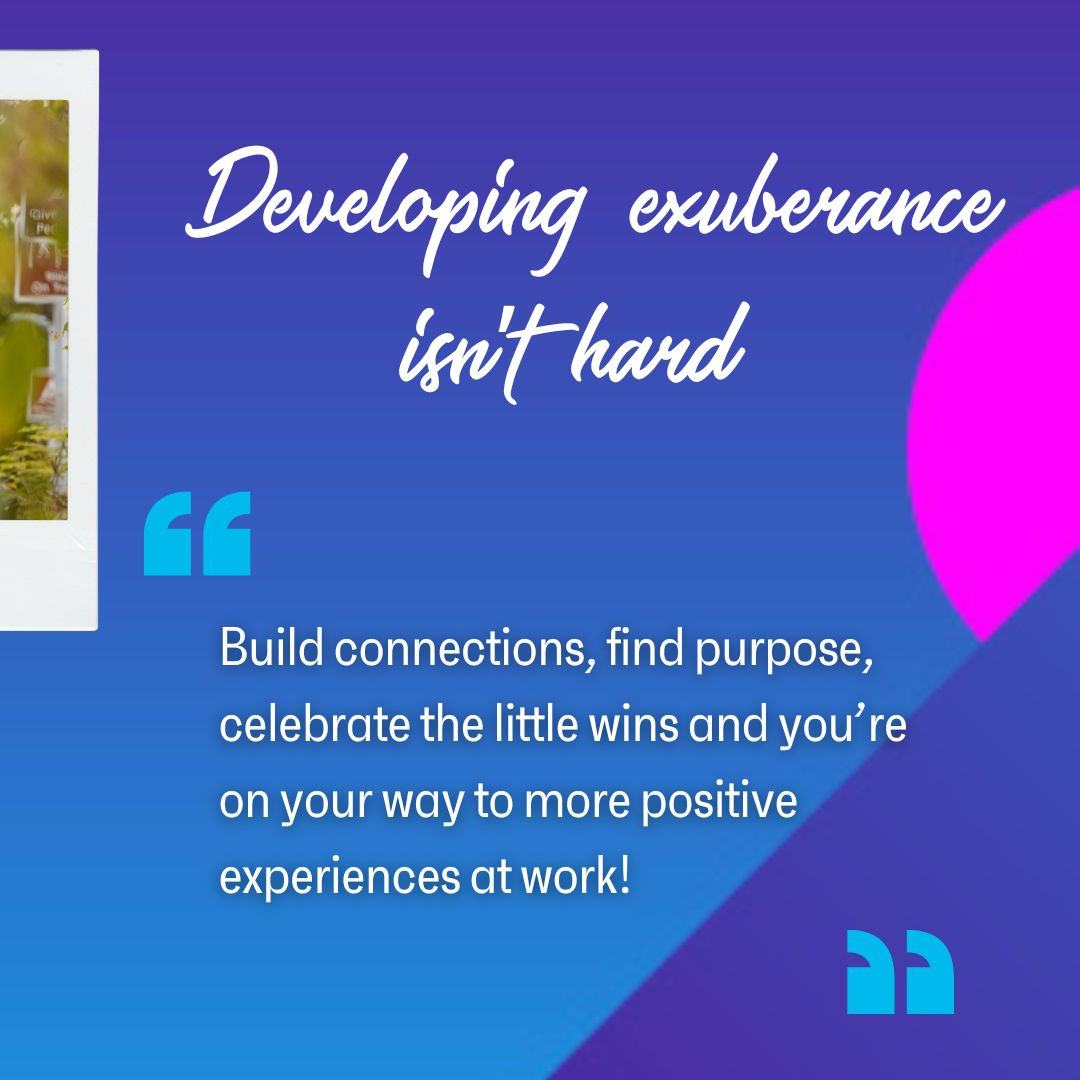 Developing exuberance
isn't hard
Build connections, find purpose,
celebrate the little wins and you’re
on your way to more positive
experiences at work!